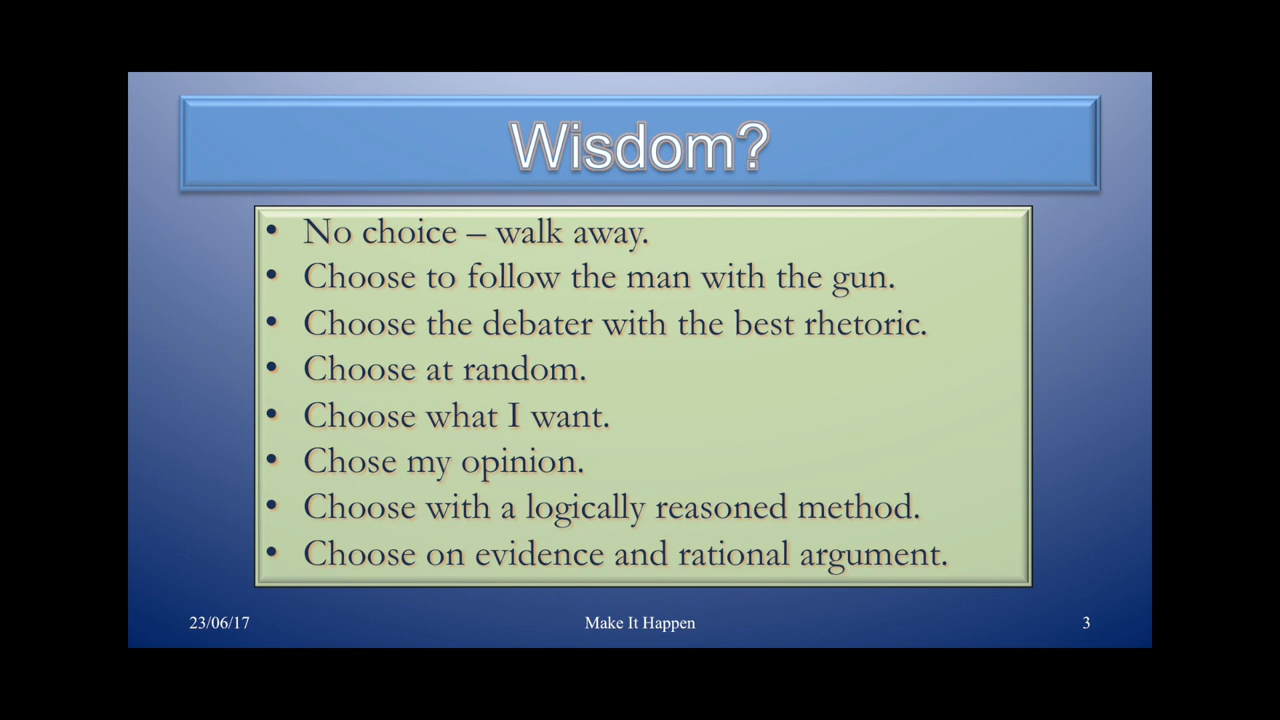 Wisdom?
• No choice – walk away.
• Choose to follow the man with the gun.
• Choose the debater with the best rhetoric.
• Choose at random.
• Choose what I want.
• Chose my opinion.
• Choose with a logically reasoned method.
• Choose on evidence and rational argument.
23/06/17 Make It Happen 3